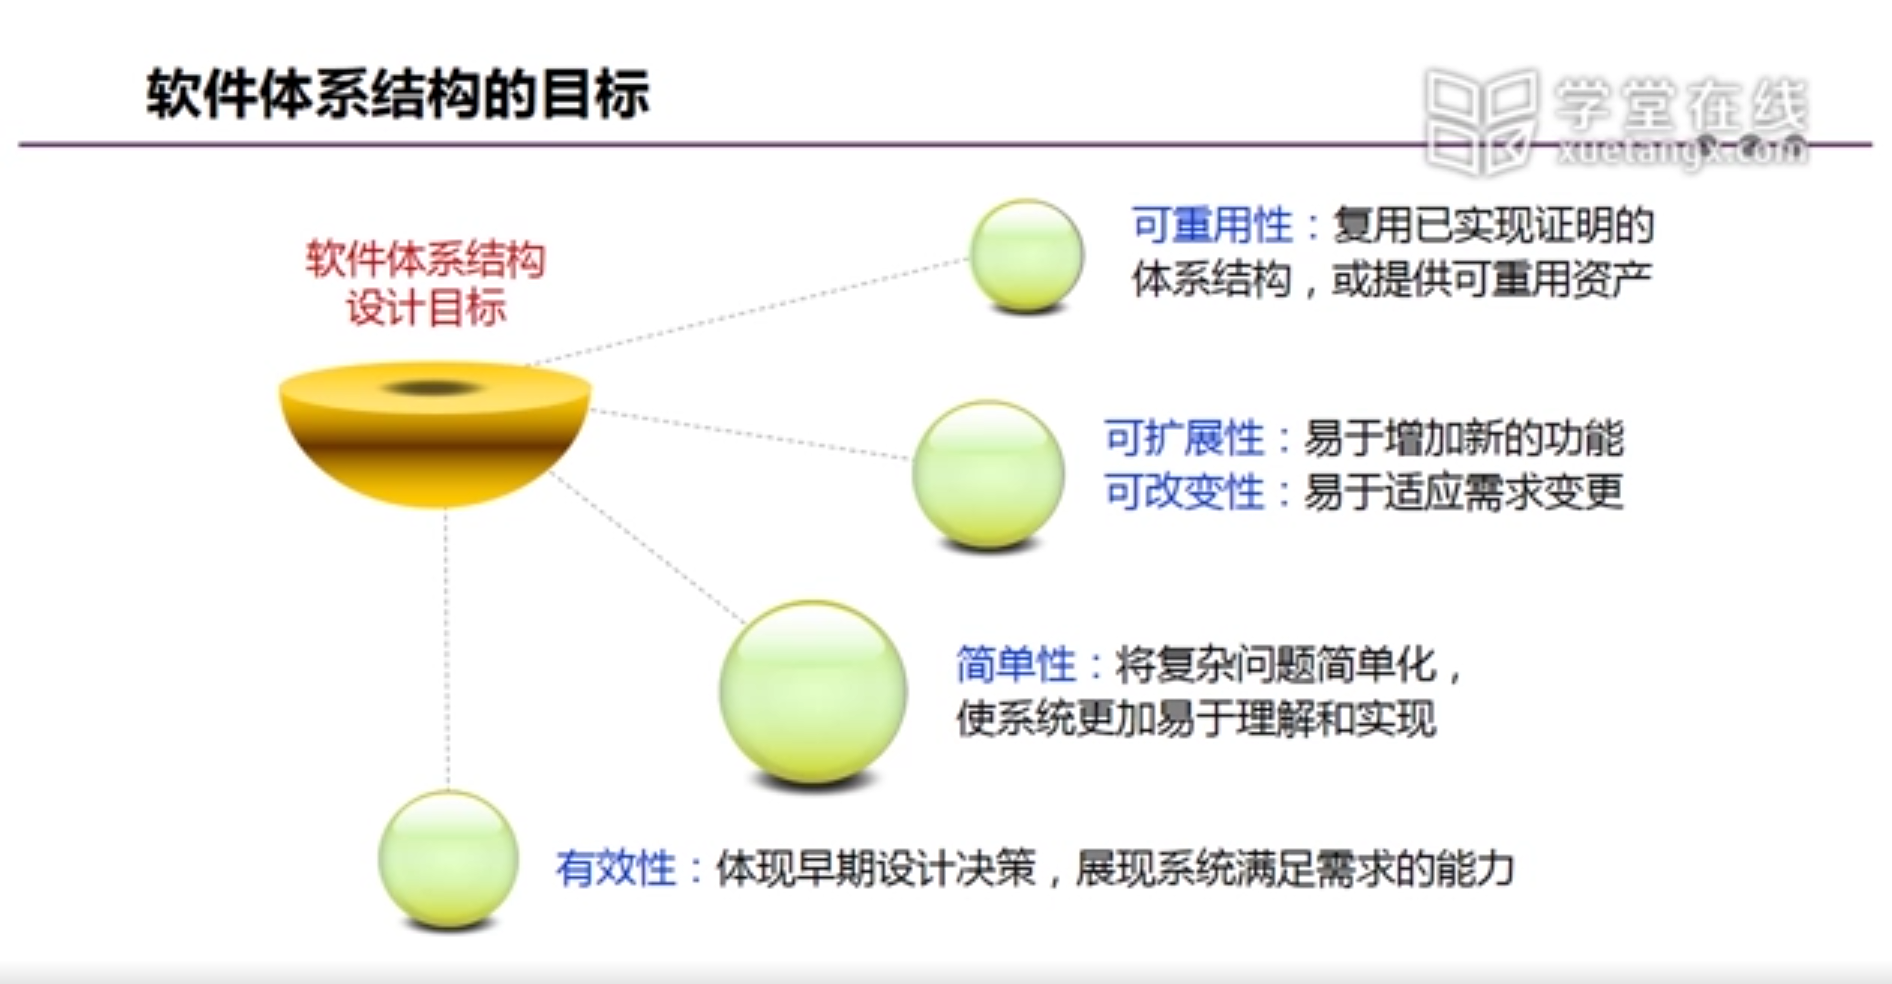 软件体系结构的目标
学堂在线
xuetangx.com
软件体系结构
设计目标
可重用性：复用已实现证明的
体系结构，或提供可重用资产
可扩展性：易于增加新的功能
可改变性：易于适应需求变更
简单性：将复杂问题简单化，
使系统更加易于理解和实现
有效性：体现早期设计决策，展现系统满足需求的能力